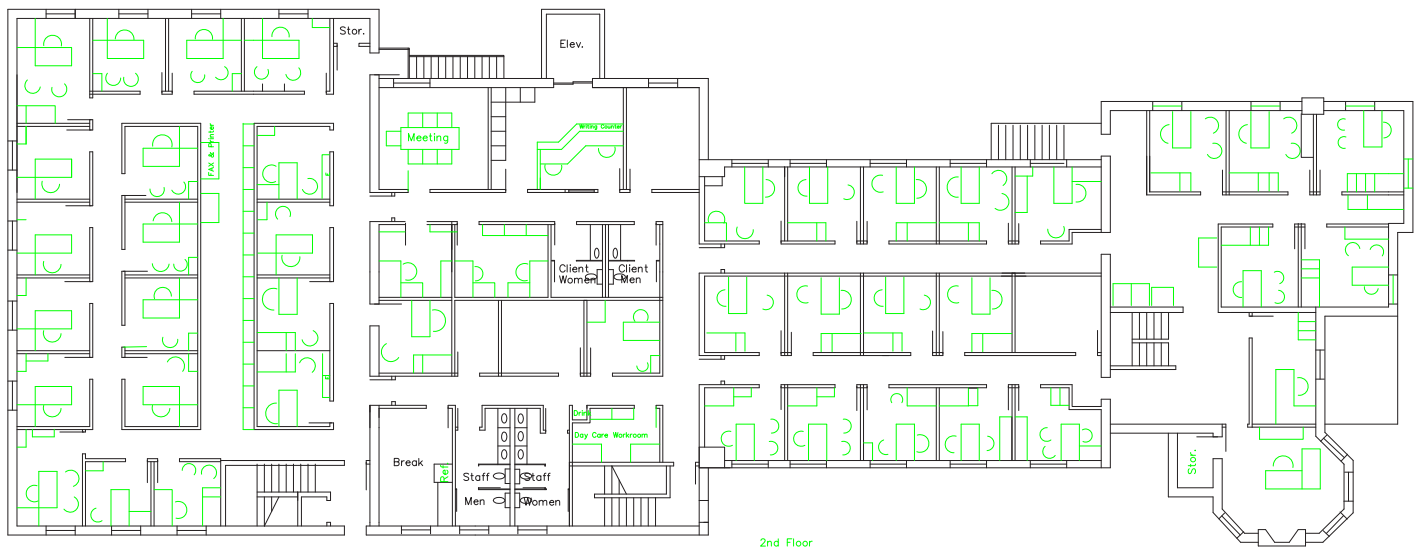 Stor.
Elev.
FAX & Printer
Meeting
Writing Counter
Client
Women
Client
Men
Drink
Day Care Workroom
Break
Ref
Staff
Men
Staff
Women
Stor.
2nd Floor